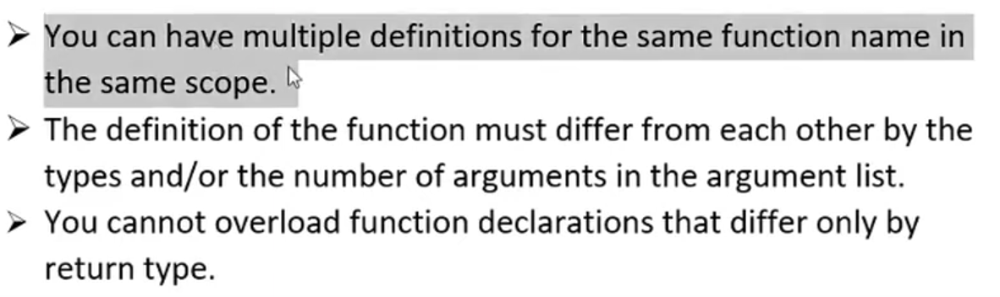 ➢ You can have multiple definitions for the same function name in
the same scope.
➢ The definition of the function must differ from each other by the
types and/or the number of arguments in the argument list.
➢ You cannot overload function declarations that differ only by
return type.